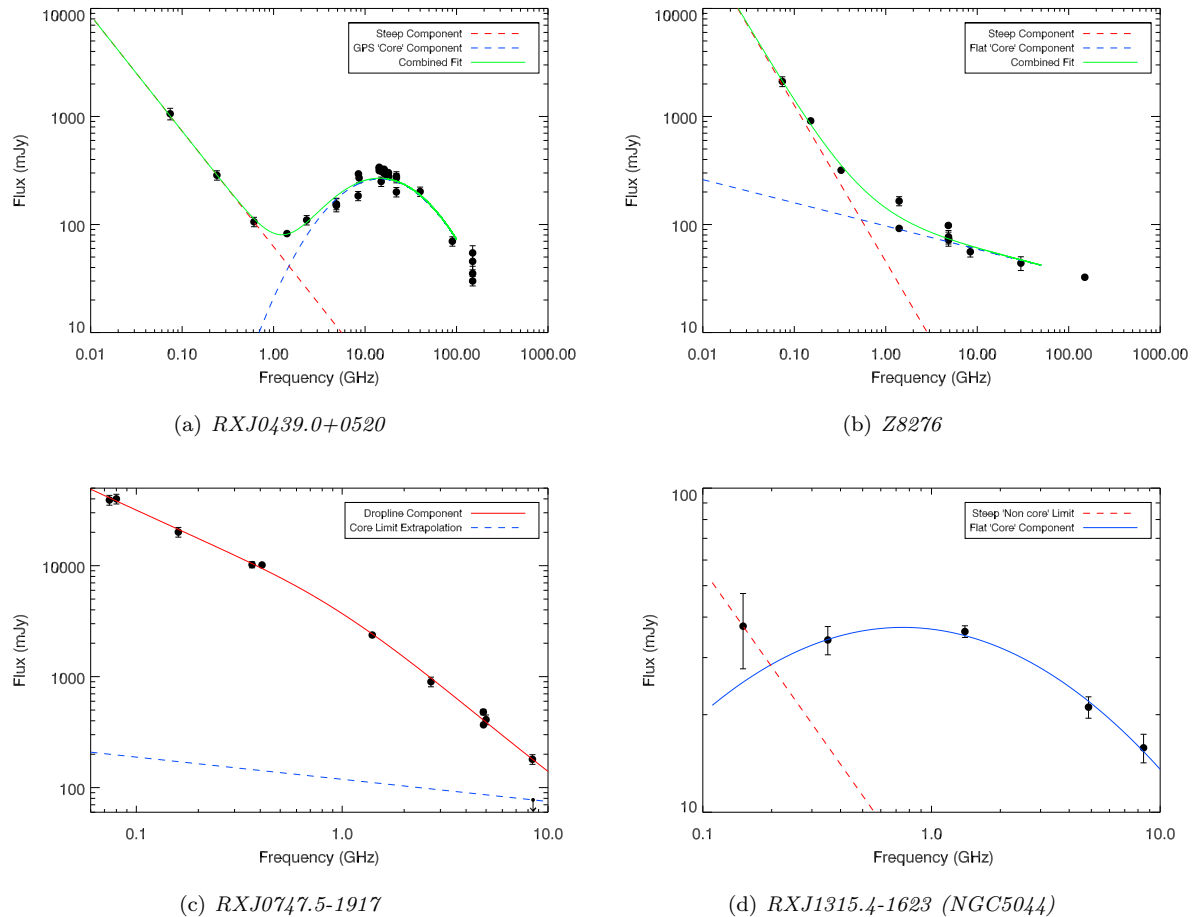 10000
1000
100
10
Flux (mJy)
Steep Component
GPS 'Core' Component
Combined Fit
0.01 0.10 1.00 10.00 100.00 1000.00
Frequency (GHz)
(a) RXJ0439.0+0520
10000
1000
100
10
Flux (mJy)
Steep Component
Flat 'Core' Component
Combined Fit
0.01 0.10 1.00 10.00 100.00 1000.00
Frequency (GHz)
(b) Z8276
10000
1000
100
Flux (mJy)
Dropline Component
Core Limit Extrapolation
0.1 1.0 10.0
Frequency (GHz)
(c) RXJ0747.5-1917
100
10
Flux (mJy)
Steep 'Non core' Limit
Flat 'Core' Component
0.1 1.0 10.0
Frequency (GHz)
(d) RXJ1315.4-1623 (NGC5044)